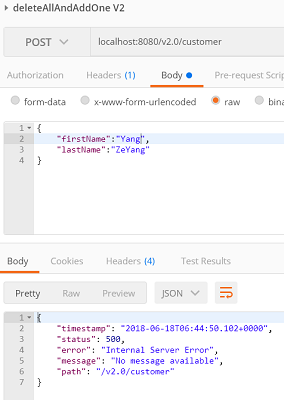 deleteAllAndAddOne V2
POST localhost:8080/v2.0/customer
Authorization Headers (1) Body Pre-request Scrip
form-data x-www-form-urlencoded raw bina
1 {
2 "firstName":"Yang",
3 "lastName":"ZeYang"
4 }
Body Cookies Headers (4) Test Results
Pretty Raw Preview JSON
1 {
2 "timestamp": "2018-06-18T06:44:50.102+0000",
3 "status": 500,
4 "error": "Internal Server Error",
5 "message": "No message available",
6 "path": "/v2.0/customer"
7 }